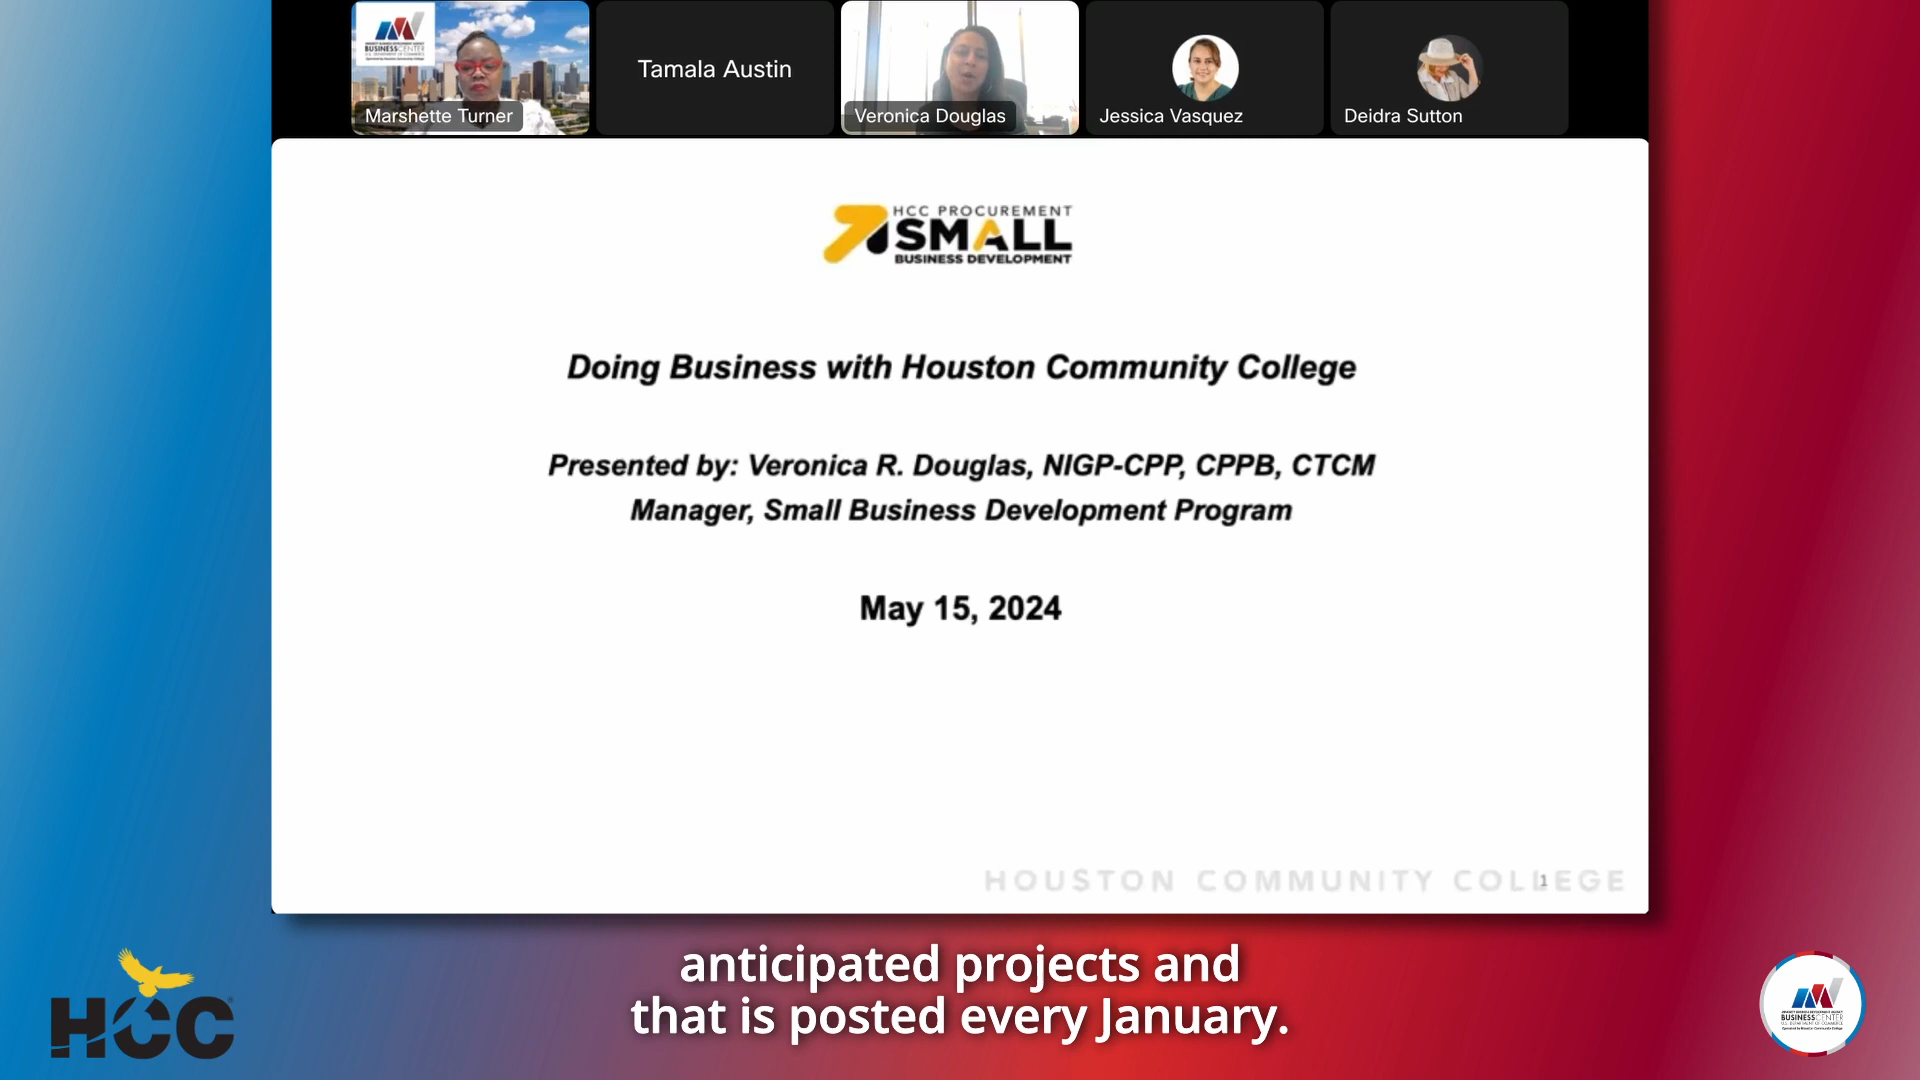 BUSINESSCENTER
Marshette Turner
Tamala Austin
Veronica Douglas
Jessica Vasquez
Deidra Sutton
HCC PROCUREMENT
SMALL
BUSINESS DEVELOPMENT
Doing Business with Houston Community College
Presented by: Veronica R. Douglas, NIGP-CPP, CPPB, CTCM
Manager, Small Business Development Program
May 15, 2024
HOUSTON COMMUNITY COLLEGE
1
anticipated projects and
that is posted every January.
HCC
BUSINESSCENTER